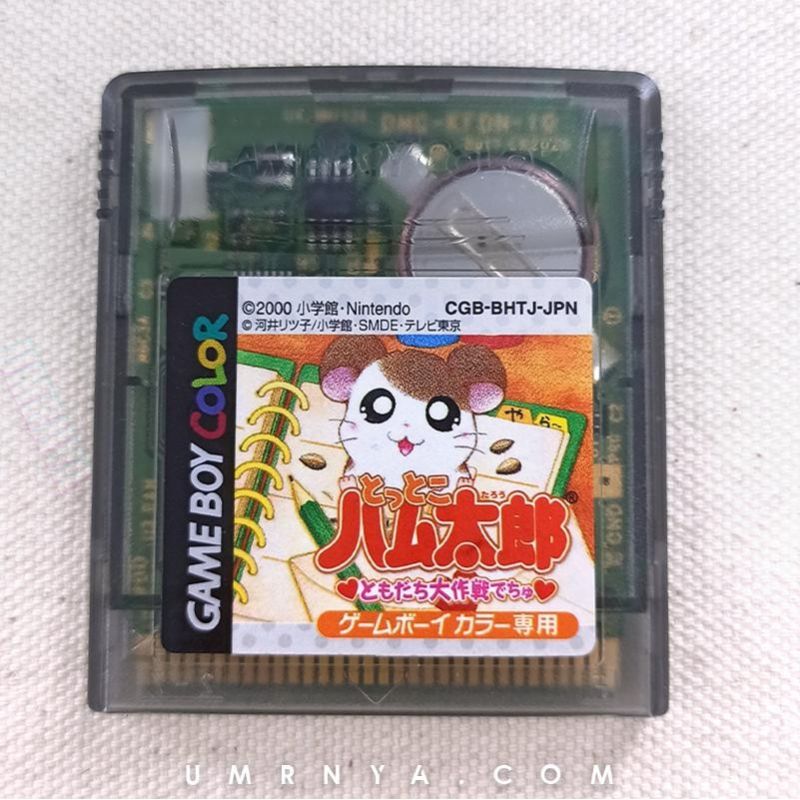 ©2000 小学館・Nintendo CGB-BHTJ-JPN
© 河井リツ子/小学館・SMDE・テレビ東京
GAME BOY COLOR
や ら〜
とっとこ
ハム太郎®
たろう
ともだち大作戦でちゅ
ゲームボーイカラー専用
UMRNYA.COM